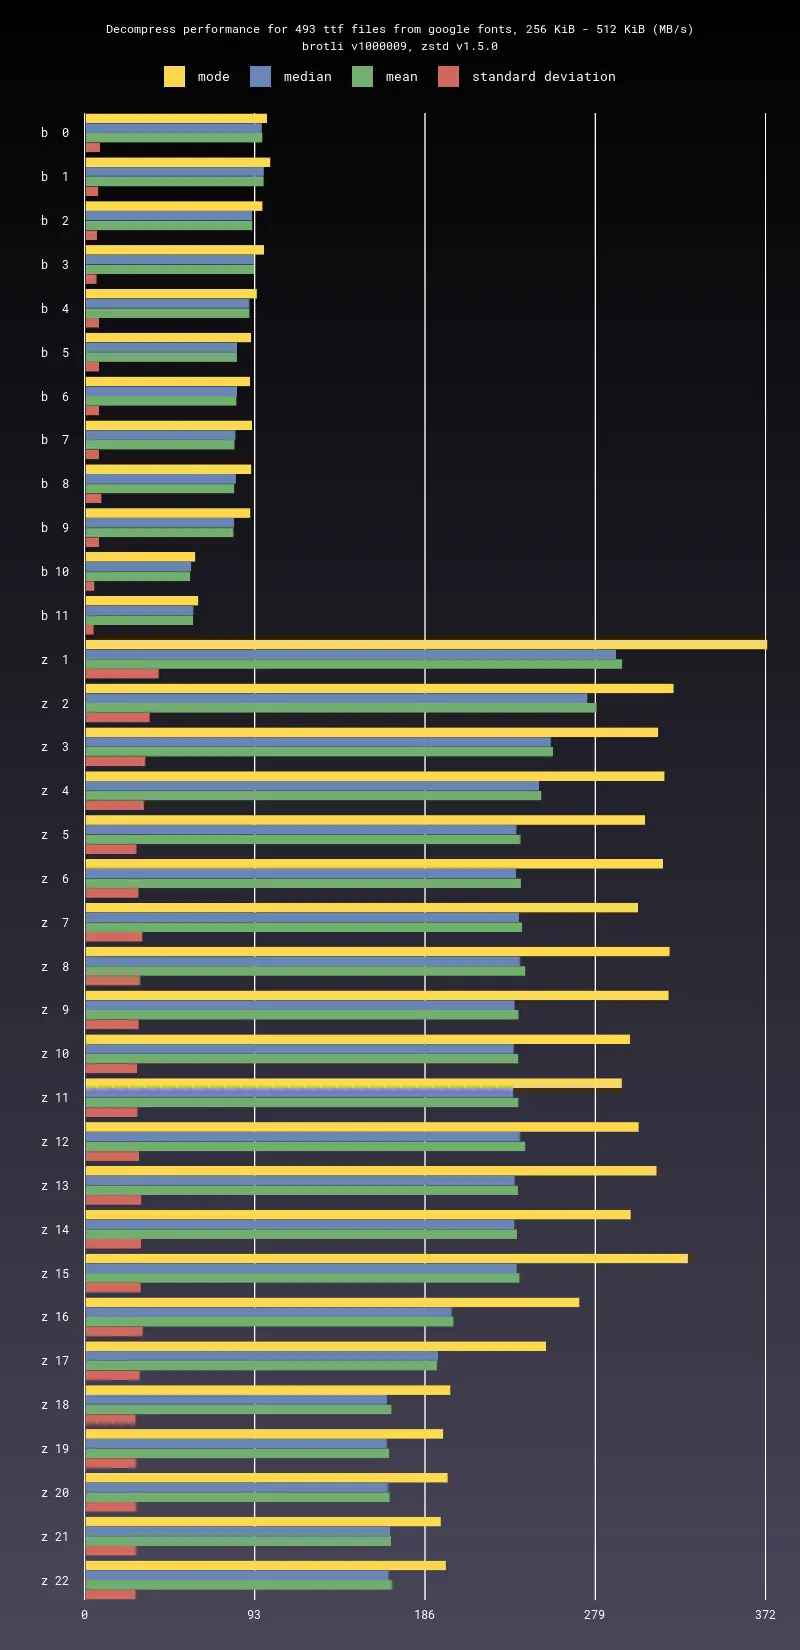 Decompress performance for 493 ttf files from google fonts, 256 KiB - 512 KiB (MB/s)
brotli v1000009, zstd v1.5.0
mode median mean standard deviation
b 0
b 1
b 2
b 3
b 4
b 5
b 6
b 7
b 8
b 9
b 10
b 11
z 1
z 2
z 3
z 4
z 5
z 6
z 7
z 8
z 9
z 10
z 11
z 12
z 13
z 14
z 15
z 16
z 17
z 18
z 19
z 20
z 21
z 22
0 93 186 279 372